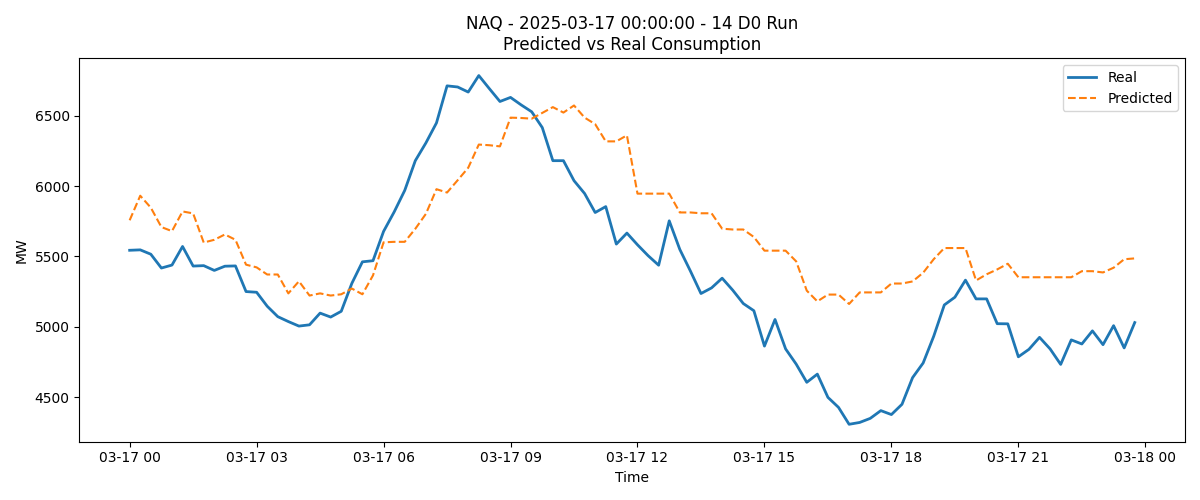 NAQ - 2025-03-17 00:00:00 - 14 D0 Run
Predicted vs Real Consumption
Real
Predicted
MW
6500
6000
5500
5000
4500
03-17 00
03-17 03
03-17 06
03-17 09
03-17 12
03-17 15
03-17 18
03-17 21
03-18 00
Time